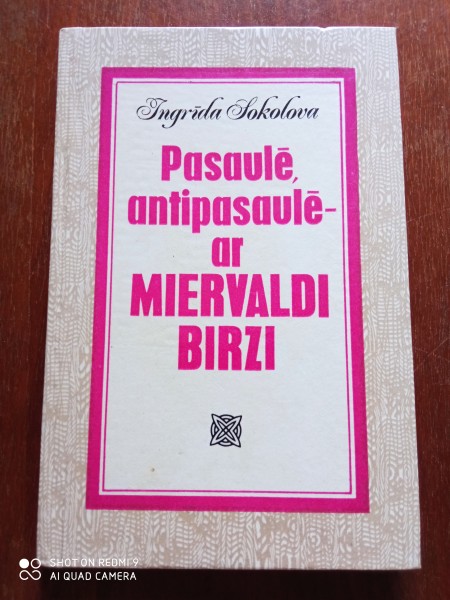 Ingrīda Sokolova
Pasaulē,
antipasaulē-
ar
MIERVALDI
BIRZI
SHOT ON REDMI 9
AI QUAD CAMERA